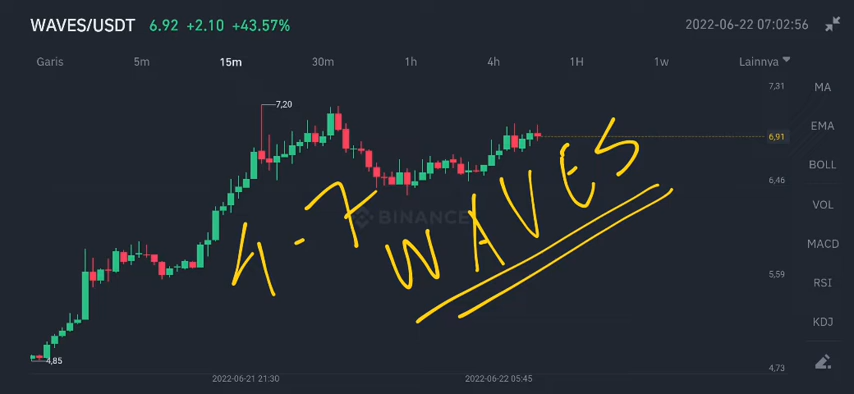 WAVES/USDT 6.92 +2.10 +43.57% 2022-06-22 07:02:56
Garis 5m 15m 30m 1h 4h 1H 1w Lainnya
7,31
MA
7,20
EMA
6,91
BOLL
6,46
VOL
BINANCE
MACD
5,59
RSI
KDJ
4,85
4,73
2022-06-21 21:30 2022-06-22 05:45
WAVES